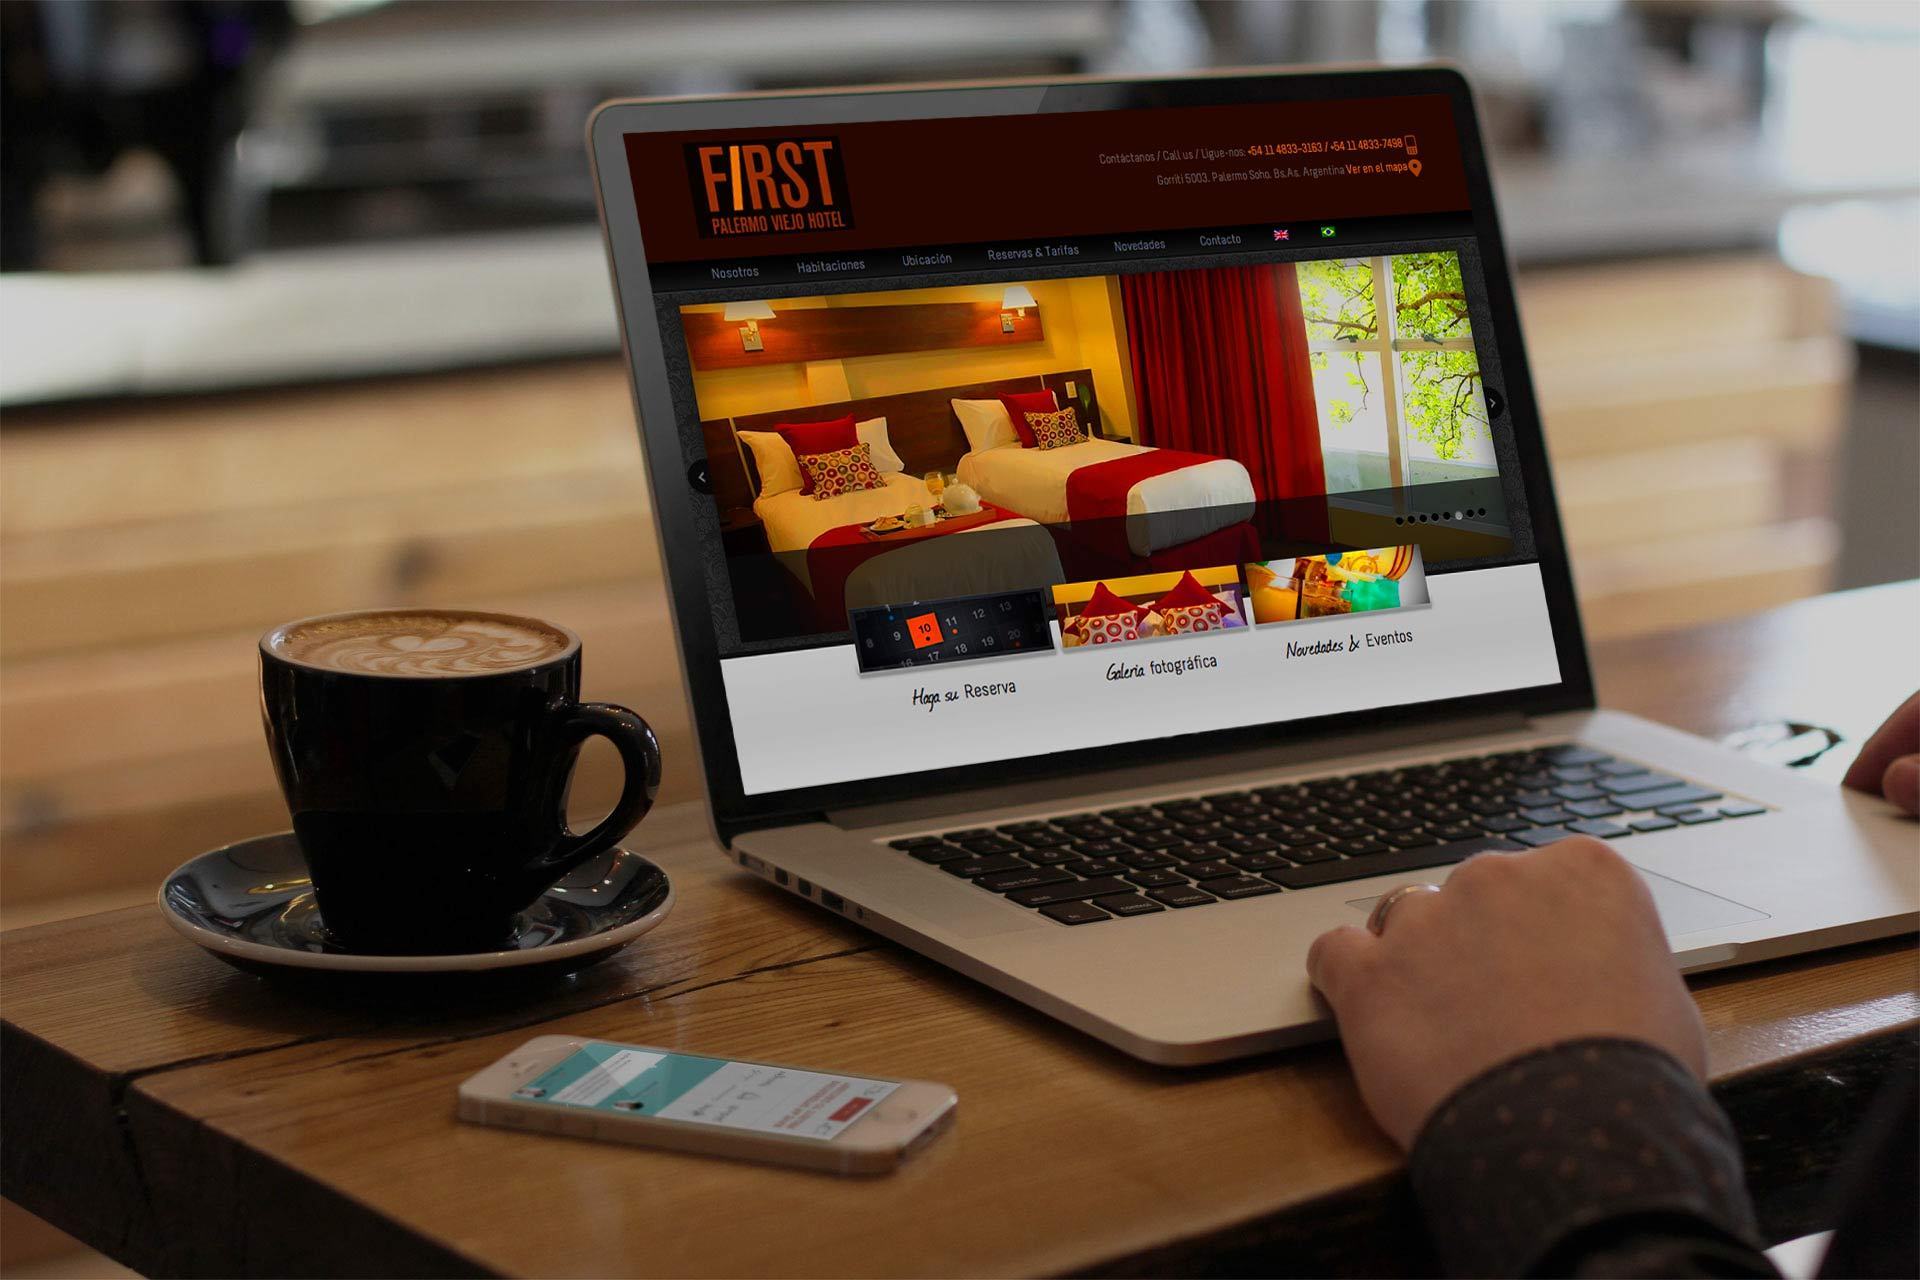 FIRST
PALERMO VIEJO HOTEL
Contáctanos / Call us / Ligue-nos: +54 11 4833-3163 / +54 11 4833-7498
Gorriti 5003. Palermo Soho. Bs.As. Argentina Ver en el mapa
Nosotros Habitaciones Ubicación Reservas & Tarifas Novedades Contacto
8 9 10 11 12 13
16 17 18 19 20
Haga su Reserva
Galeria fotográfica
Novedades & Eventos